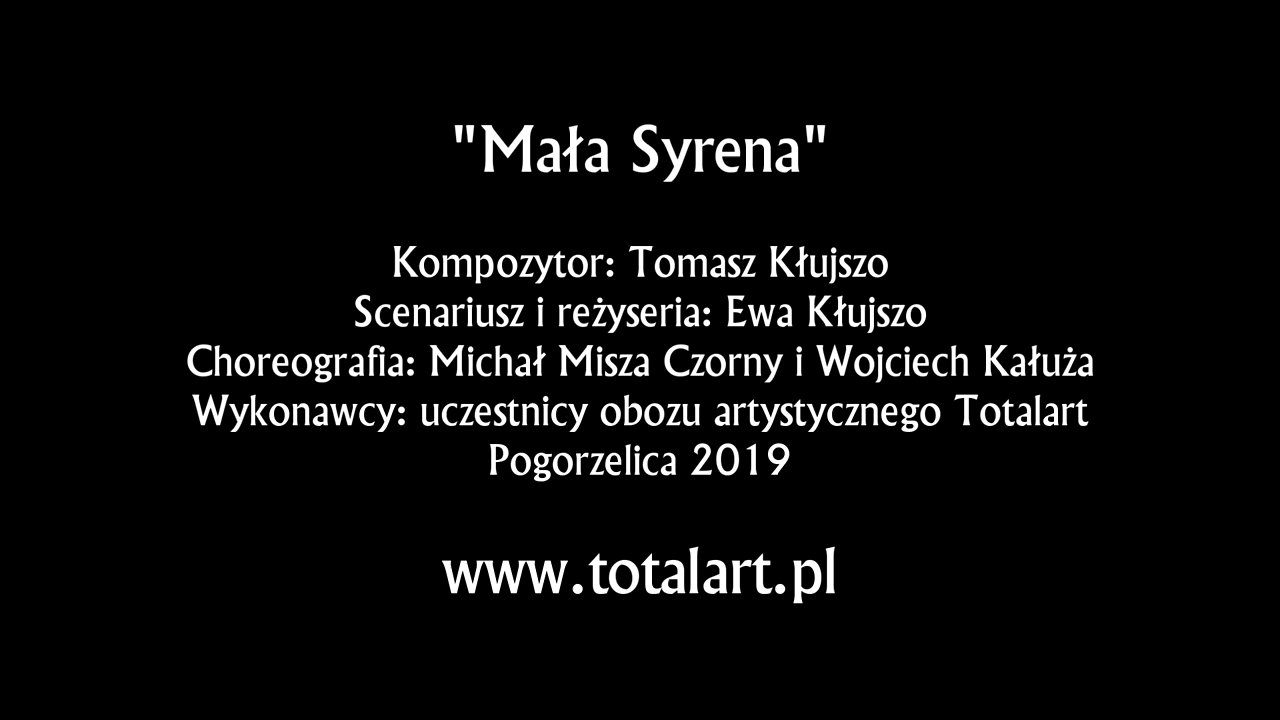 "Mała Syrena"
Kompozytor: Tomasz Kłujszo
Scenariusz i reżyseria: Ewa Kłujszo
Choreografia: Michał Misza Czorny i Wojciech Kałuża
Wykonawcy: uczestnicy obozu artystycznego Totalart
Pogorzelica 2019
www.totalart.pl